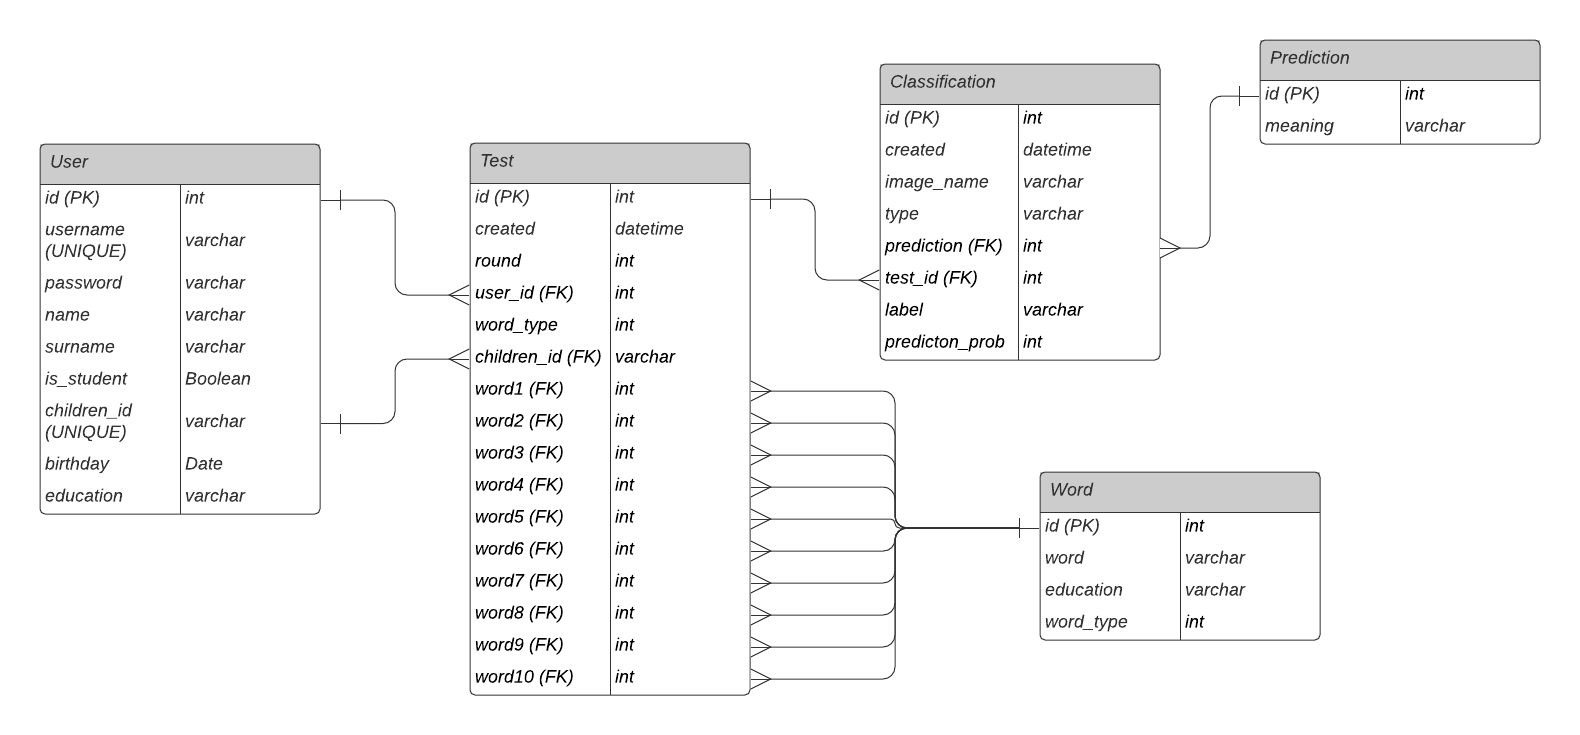 User
id (PK) int
username
(UNIQUE) varchar
password varchar
name varchar
surname varchar
is_student Boolean
children_id
(UNIQUE) varchar
birthday Date
education varchar
Test
id (PK) int
created datetime
round int
user_id (FK) int
word_type int
children_id (FK) varchar
word1 (FK) int
word2 (FK) int
word3 (FK) int
word4 (FK) int
word5 (FK) int
word6 (FK) int
word7 (FK) int
word8 (FK) int
word9 (FK) int
word10 (FK) int
Classification
id (PK) int
created datetime
image_name varchar
type varchar
prediction (FK) int
test_id (FK) int
label varchar
predicton_prob int
Prediction
id (PK) int
meaning varchar
Word
id (PK) int
word varchar
education varchar
word_type int